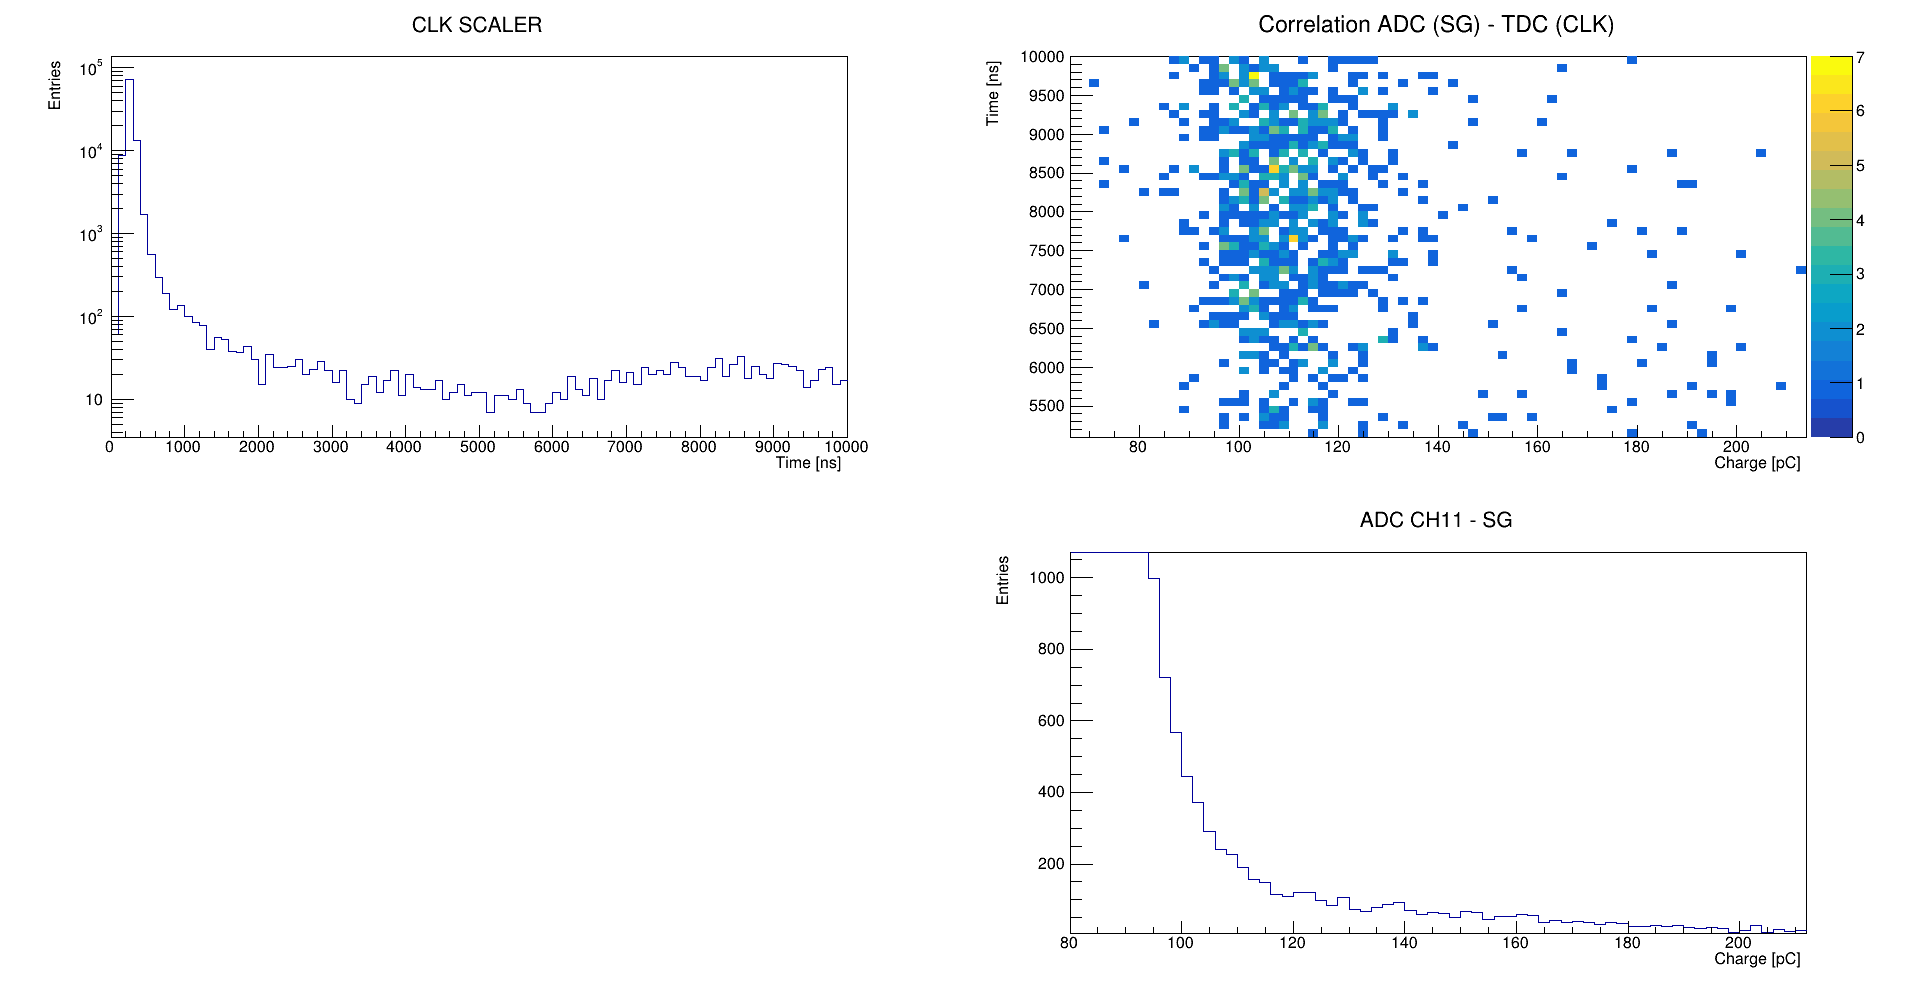 CLK SCALER
Entries
10^5
10^4
10^3
10^2
10
0 1000 2000 3000 4000 5000 6000 7000 8000 9000 10000
Time [ns]
Correlation ADC (SG) - TDC (CLK)
Time [ns]
10000
9500
9000
8500
8000
7500
7000
6500
6000
5500
80 100 120 140 160 180 200
Charge [pC]
7
6
5
4
3
2
1
0
ADC CH11 - SG
Entries
1000
800
600
400
200
80 100 120 140 160 180 200
Charge [pC]